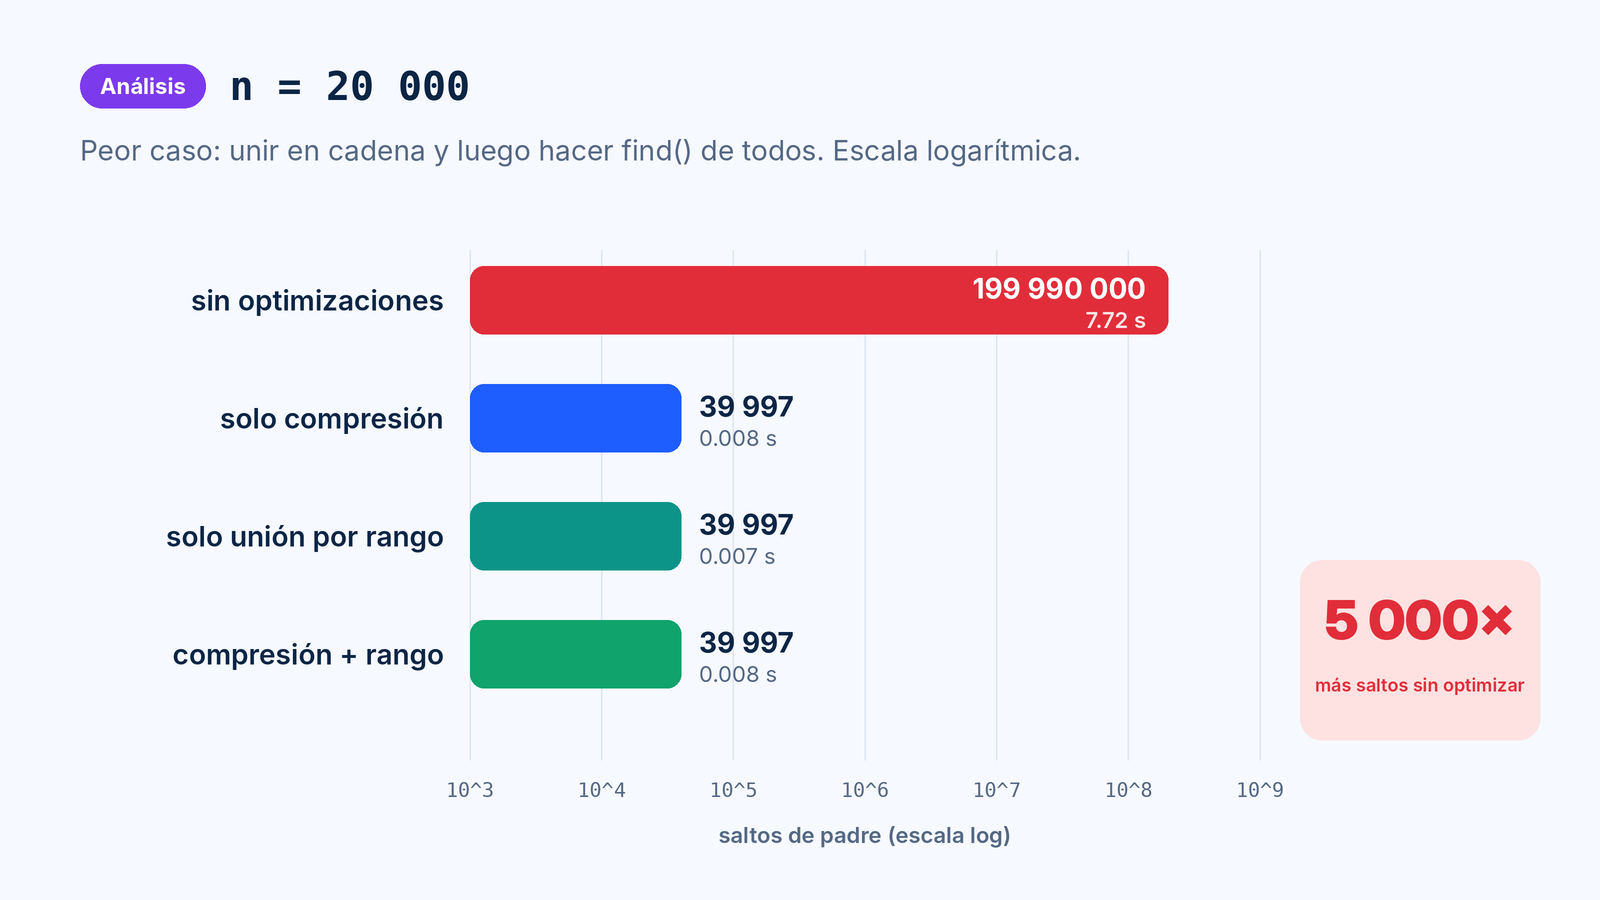 Análisis n = 20 000
Peor caso: unir en cadena y luego hacer find() de todos. Escala logarítmica.
sin optimizaciones
199 990 000
7.72 s
solo compresión
39 997
0.008 s
solo unión por rango
39 997
0.007 s
compresión + rango
39 997
0.008 s
5 000×
más saltos sin optimizar
10^3 10^4 10^5 10^6 10^7 10^8 10^9
saltos de padre (escala log)